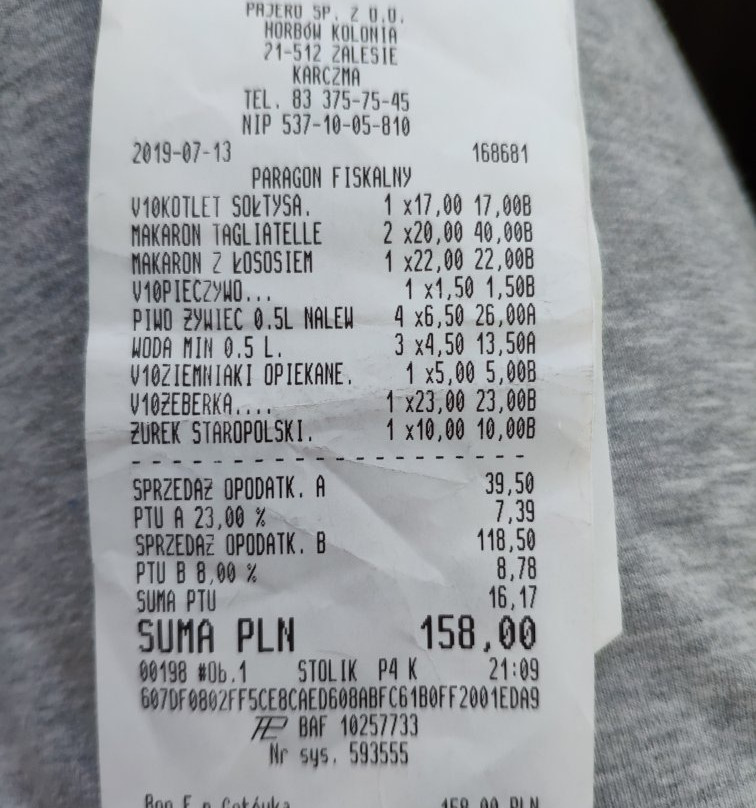 PAJERO SP. Z O.O.
HORBÓW KOLONIA
21-512 ZALESIE
KARCZMA
TEL. 83 375-75-45
NIP 537-10-05-810
2019-07-13 168681
PARAGON FISKALNY
V10KOTLET SOŁTYSA. 1 x17,00 17,00B
MAKARON TAGLIATELLE 2 x20,00 40,00B
MAKARON Z ŁOSOSIEM 1 x22,00 22,00B
V10PIECZYWO... 1 x1,50 1,50B
PIWO ŻYWIEC 0.5L NALEW 4 x6,50 26,00A
WODA MIN 0.5 L. 3 x4,50 13,50A
V10ZIEMNIAKI OPIEKANE. 1 x5,00 5,00B
V10ŻEBERKA.... 1 x23,00 23,00B
ŻUREK STAROPOLSKI. 1 x10,00 10,00B
SPRZEDAŻ OPODATK. A 39,50
PTU A 23,00 % 7,39
SPRZEDAŻ OPODATK. B 118,50
PTU B 8,00 % 8,78
SUMA PTU 16,17
SUMA PLN 158,00
00198 #Ob.1 STOLIK P4 K 21:09
607DF0802FF5CE8CAED608ABFC61B0FF2001EDA9
BAF 10257733
Nr sys. 593555
158,00 PLN